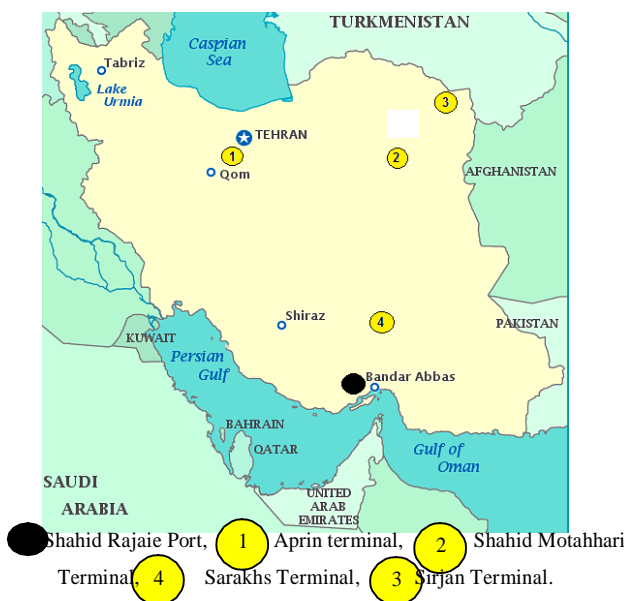 TURKMENISTAN
Caspian
Sea
Tabriz
Lake
Urmia
3
TEHRAN
1
2
Qom
AFGHANISTAN
Shiraz
4
PAKISTAN
KUWAIT
Persian
Gulf
Bandar Abbas
BAHRAIN
QATAR
Gulf of
Oman
SAUDI
ARABIA
UNITED
ARAB
EMIRATES
Shahid Rajaie Port, 1 Aprin terminal, 2 Shahid Motahhari
Terminal, 4 Sarakhs Terminal, 3 Sirjan Terminal.